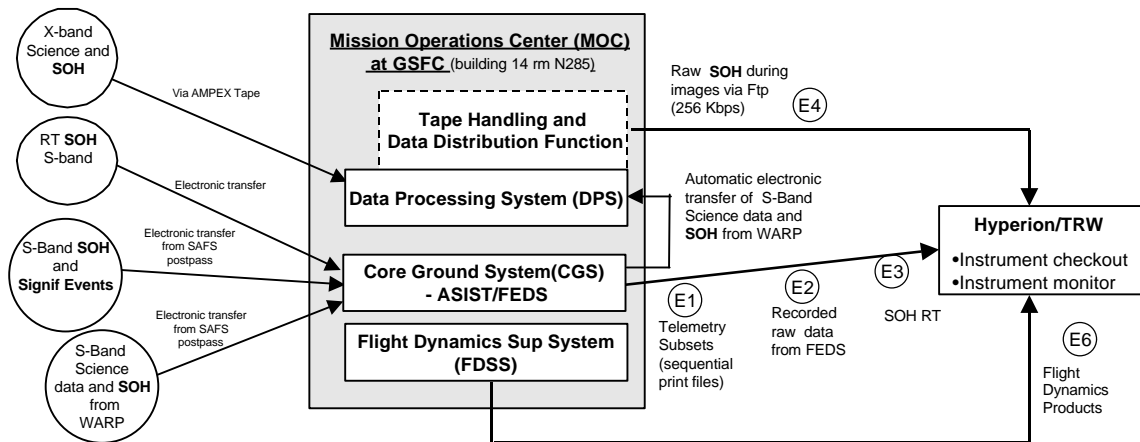 X-band
Science and
SOH
RT SOH
S-band
S-Band SOH
and
Signif Events
S-Band
Science
data and SOH
from
WARP
Via AMPEX Tape
Electronic transfer
Electronic transfer
from SAFS
postpass
Electronic transfer
from SAFS
postpass
Mission Operations Center (MOC)
at GSFC (building 14 rm N285)
Tape Handling and
Data Distribution Function
Data Processing System (DPS)
Core Ground System(CGS)
- ASIST/FEDS
Flight Dynamics Sup System
(FDSS)
Raw SOH during
images via Ftp
(256 Kbps)
E4
Automatic electronic
transfer of S-Band
Science data and
SOH from WARP
E1
Telemetry
Subsets
(sequential
print files)
E2
Recorded
raw data
from FEDS
E3
SOH RT
Hyperion/TRW
•Instrument checkout
•Instrument monitor
E6
Flight
Dynamics
Products